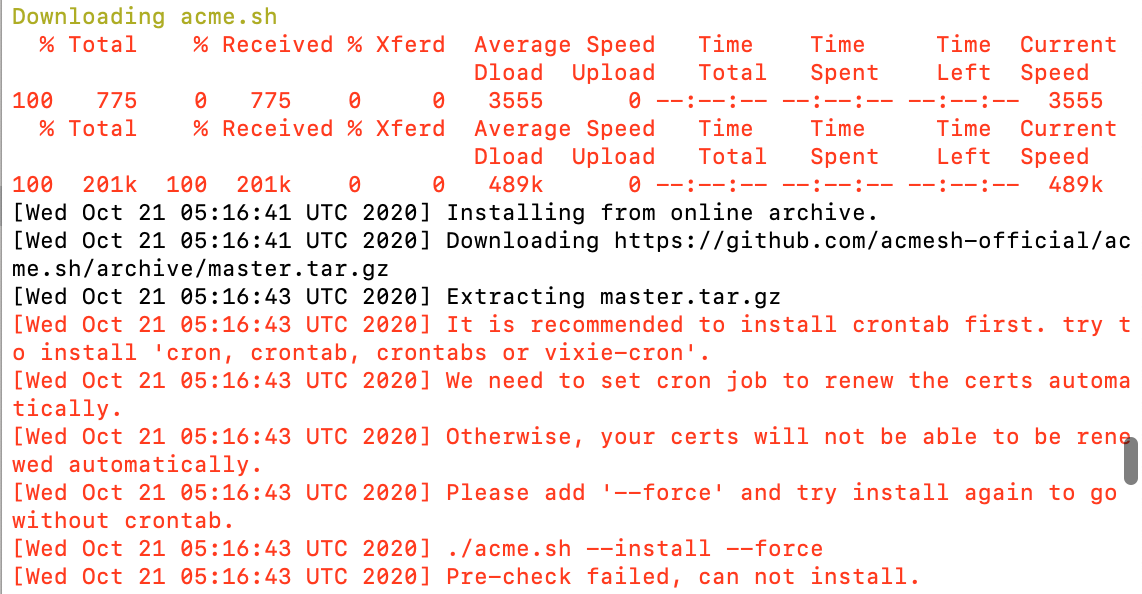 Downloading acme.sh
  % Total    % Received % Xferd  Average Speed   Time    Time     Time  Current
                                 Dload  Upload   Total   Spent    Left  Speed
100   775    0   775    0     0   3555      0 --:--:-- --:--:-- --:--:--  3555
  % Total    % Received % Xferd  Average Speed   Time    Time     Time  Current
                                 Dload  Upload   Total   Spent    Left  Speed
100  201k  100  201k    0     0   489k      0 --:--:-- --:--:-- --:--:--  489k
[Wed Oct 21 05:16:41 UTC 2020] Installing from online archive.
[Wed Oct 21 05:16:41 UTC 2020] Downloading https://github.com/acmesh-official/ac
me.sh/archive/master.tar.gz
[Wed Oct 21 05:16:43 UTC 2020] Extracting master.tar.gz
[Wed Oct 21 05:16:43 UTC 2020] It is recommended to install crontab first. try t
o install 'cron, crontab, crontabs or vixie-cron'.
[Wed Oct 21 05:16:43 UTC 2020] We need to set cron job to renew the certs automa
tically.
[Wed Oct 21 05:16:43 UTC 2020] Otherwise, your certs will not be able to be rene
wed automatically.
[Wed Oct 21 05:16:43 UTC 2020] Please add '--force' and try install again to go
without crontab.
[Wed Oct 21 05:16:43 UTC 2020] ./acme.sh --install --force
[Wed Oct 21 05:16:43 UTC 2020] Pre-check failed, can not install.